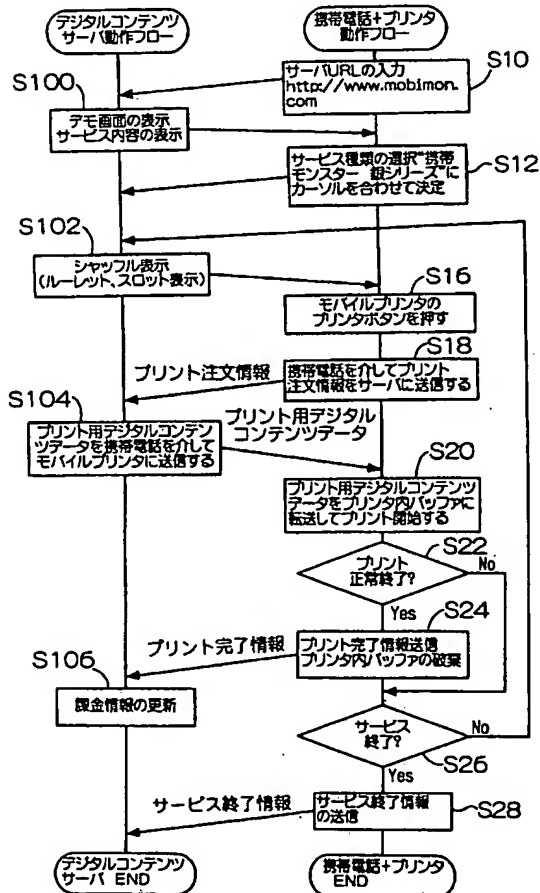 デジタルコンテンツ
サーバ動作フロー
携帯電話+プリンタ
動作フロー
S10
サーバURLの入力
http://www.mobimon.
com
S100
デモ画面の表示
サービス内容の表示
サービス種類の選択"携帯
モンスター 銀シリーズ"に
カーソルを合わせて決定
S12
S102
シャッフル表示
(ルーレット、スロット表示)
S16
モバイルプリンタの
プリンタボタンを押す
S18
プリント注文情報
携帯電話を介してプリント
注文情報をサーバに送信する
S104
プリント用デジタル
コンテンツデータ
プリント用デジタルコンテン
ツデータを携帯電話を介して
モバイルプリンタに送信する
S20
プリント用デジタルコンテンツ
データをプリンタ内バッファに
転送してプリント開始する
S22
プリント
正常終了?
No
Yes
S24
プリント完了情報
プリント完了情報送信
プリンタ内バッファの破棄
S106
課金情報の更新
サービス
終了?
No
S26
Yes
サービス終了情報
サービス終了情報
の送信
S28
デジタルコンテンツ
サーバ END
携帯電話+プリンタ
END